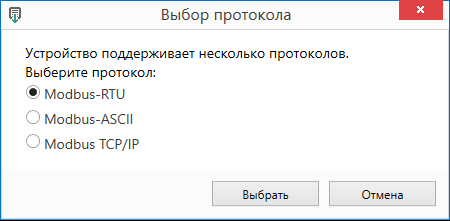 Выбор протокола
Устройство поддерживает несколько протоколов.
Выберите протокол:
Modbus-RTU
Modbus-ASCII
Modbus TCP/IP
Выбрать Отмена